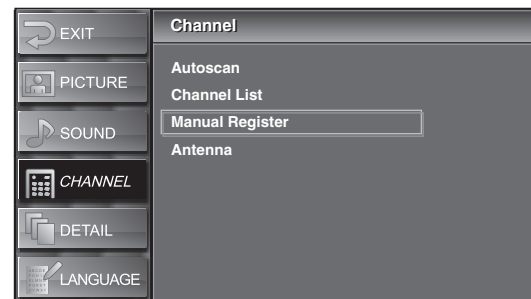 EXIT
PICTURE
SOUND
CHANNEL
DETAIL
LANGUAGE
Channel
Autoscan
Channel List
Manual Register
Antenna